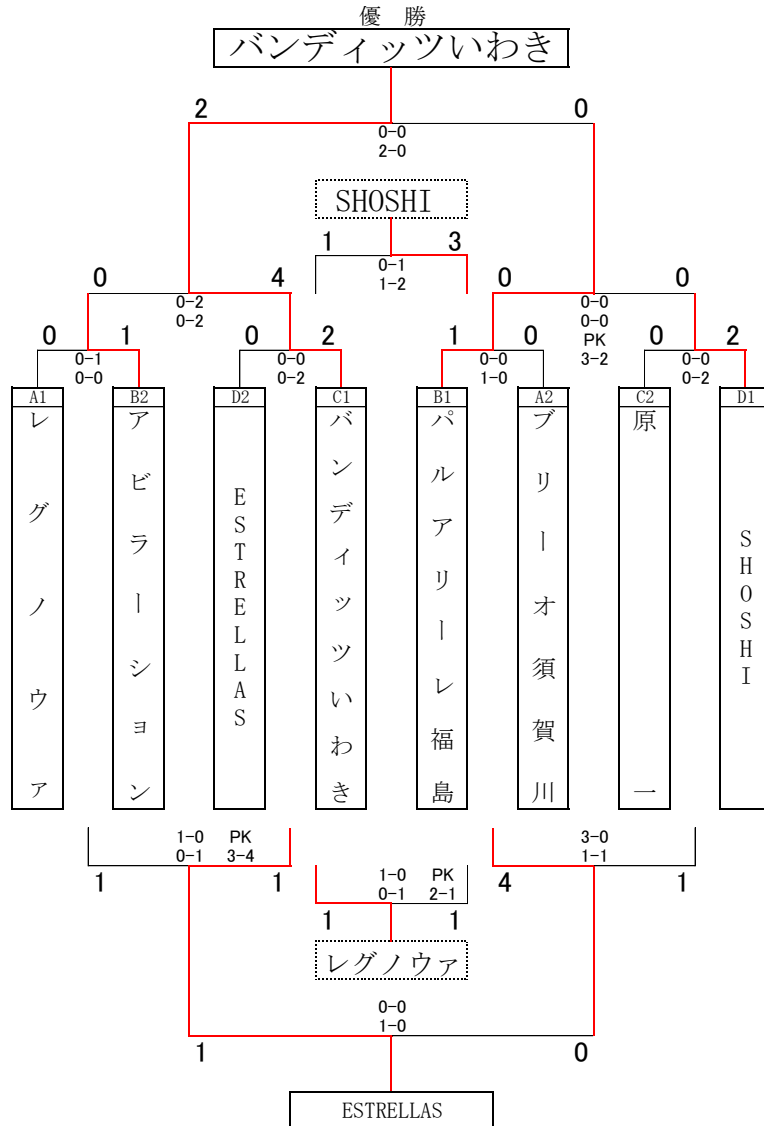 優 勝
バンディッツいわき
2 0
0-0
2-0
SHOSHI
1 3
0-1
1-2
0 4 0 0
0-2
0-2
0-0
0-0
PK
3-2
0 1 0 2 1 0 0 2
0-1
0-0
0-0
0-2
0-0
1-0
0-0
0-2
A1 B2 D2 C1 B1 A2 C2 D1
レグノウア
アビラーション
ESTRELLAS
バンディッツいわき
パルアリーレ福島
ブリーオ須賀川
原一
SHOSHI
1-0 PK
0-1 3-4
3-0
1-1
1 1 4 1
1-0 PK
0-1 2-1
1 1
レグノウァ
0-0
1-0
1 0
ESTRELLAS